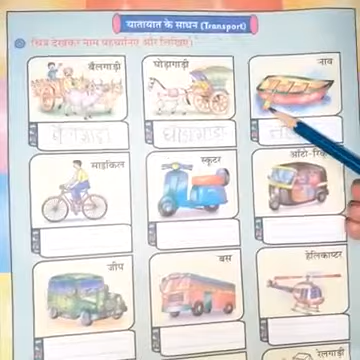 यातायात के साधन (Transport)
चित्र देखकर नाम पहचानिए और लिखिए।
बैलगाड़ी
घोड़ागाड़ी
नाव
बैलगाड़ी
घोड़ागाड़ी
साइकिल
स्कूटर
ऑटो-रिक्
जीप
बस
हेलिकाप्टर
रेलगाड़ी